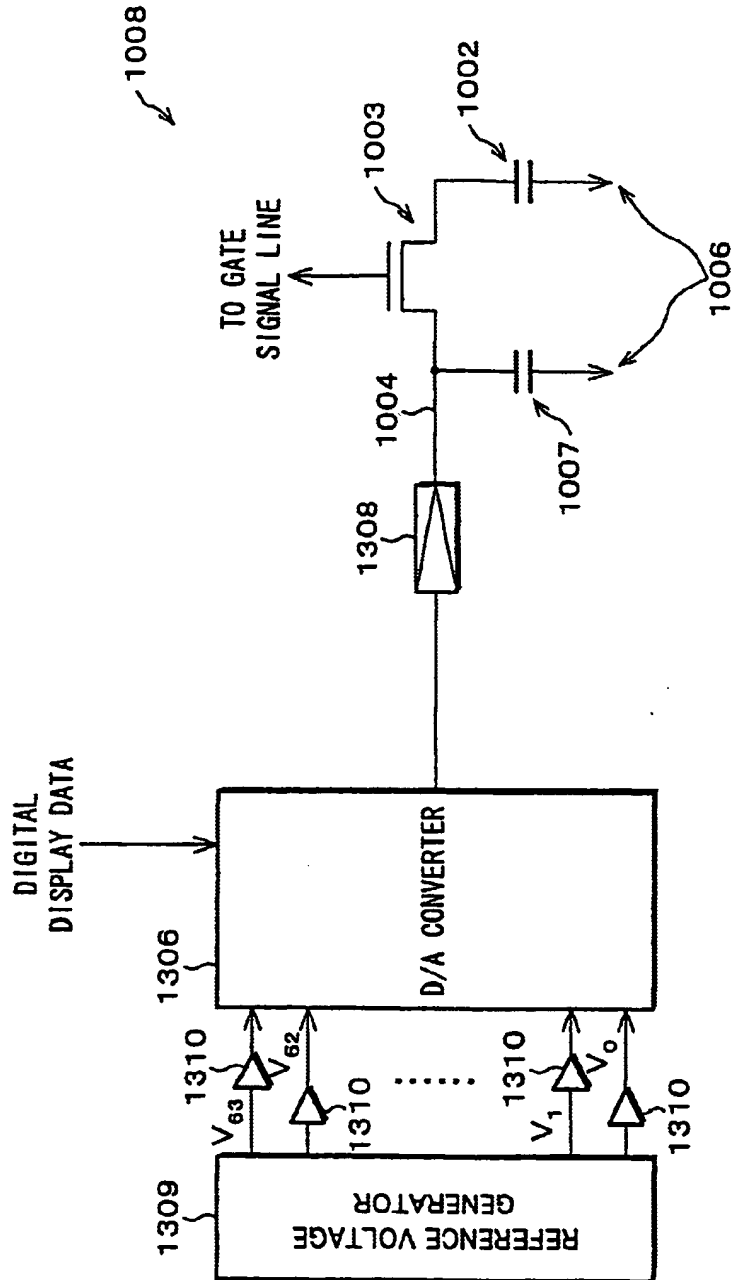 1008
1002
1003
TO GATE
SIGNAL LINE
1006
1004
1007
1308
DIGITAL
DISPLAY DATA
1306
D/A CONVERTER
1310
V62
V63
1310
......
1310
V0
V1
1310
1309
REFERENCE VOLTAGE
GENERATOR